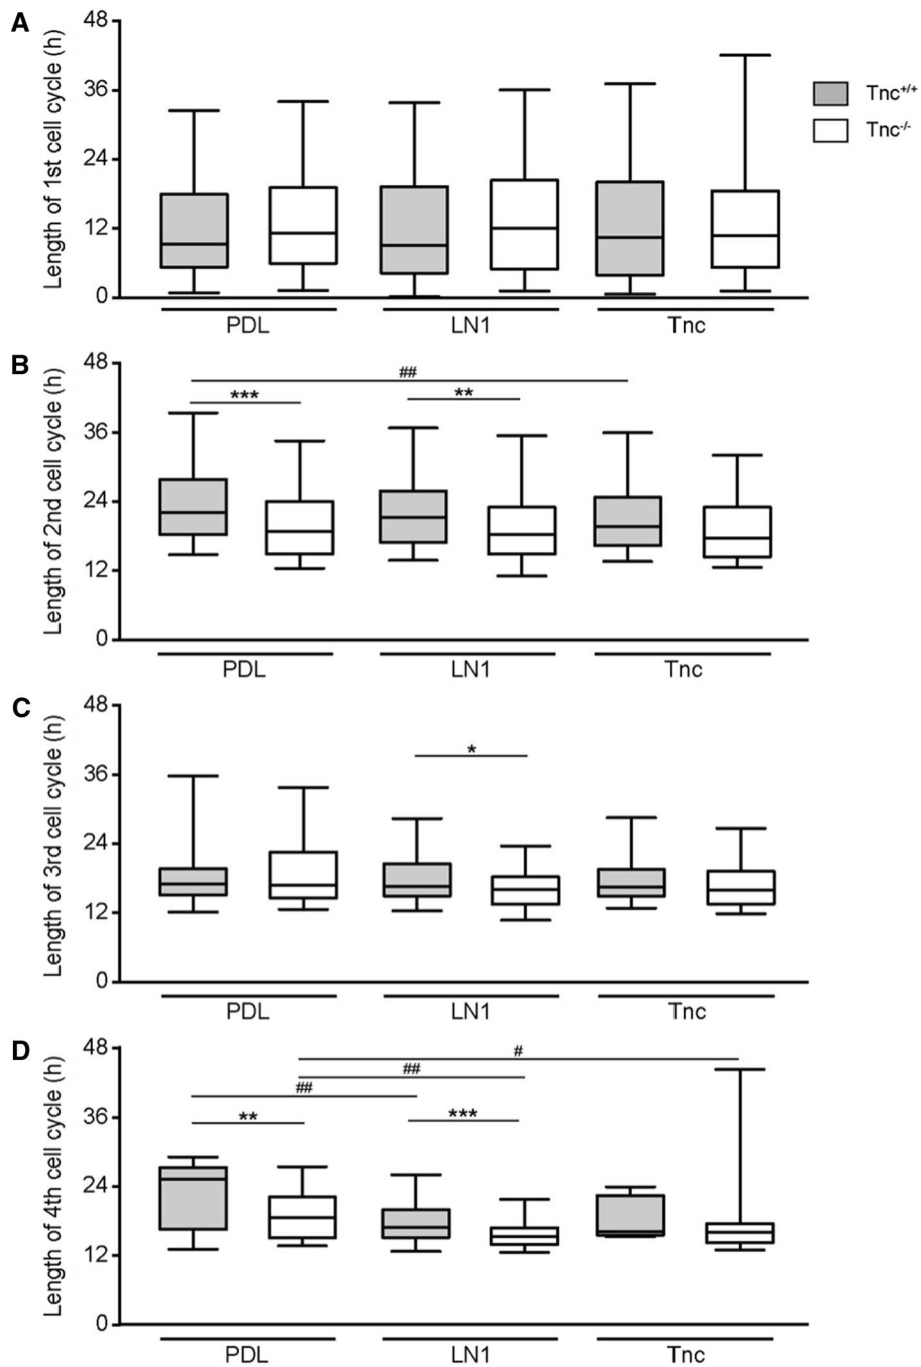 A
Length of 1st cell cycle (h)
48
36
24
12
0
PDL
LN1
Tnc
Tnc+/+
Tnc-/-
B
Length of 2nd cell cycle (h)
48
36
24
12
0
##
***
**
PDL
LN1
Tnc
C
Length of 3rd cell cycle (h)
48
36
24
12
0
*
PDL
LN1
Tnc
D
Length of 4th cell cycle (h)
48
36
24
12
0
#
##
##
**
***
PDL
LN1
Tnc